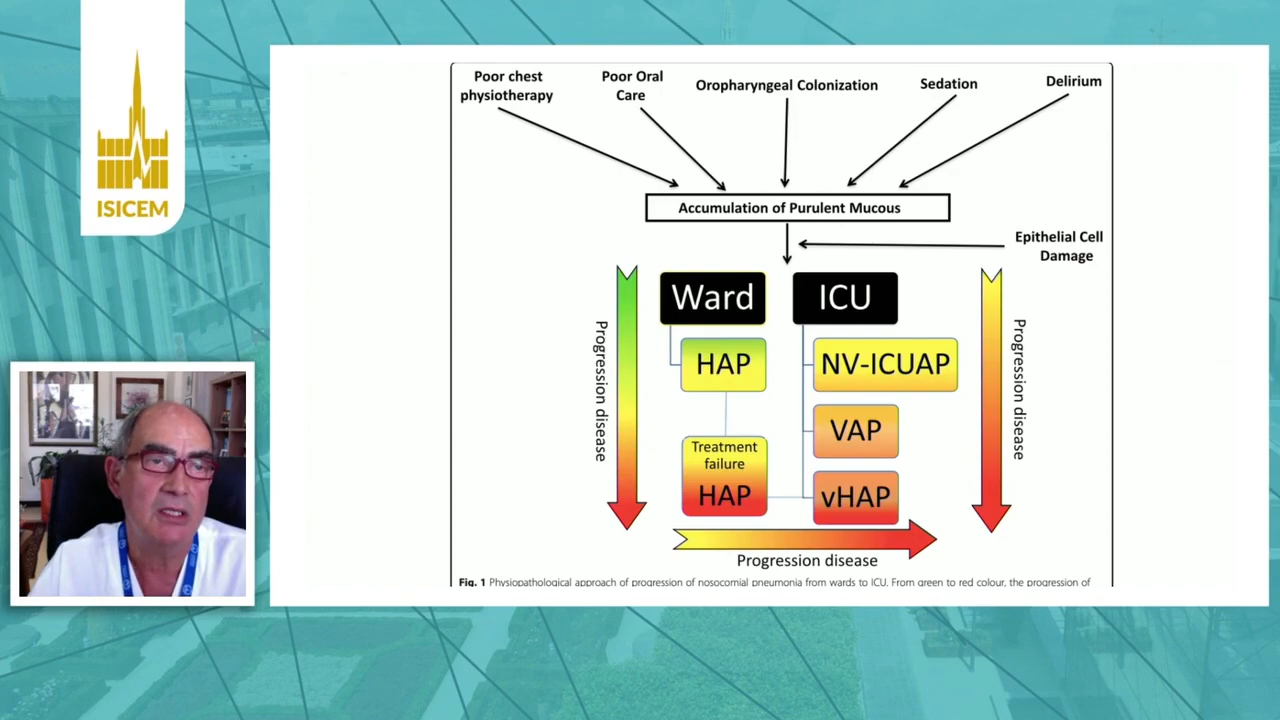 ISICEM
Poor chest
physiotherapy
Poor Oral
Care
Oropharyngeal Colonization
Sedation
Delirium
Accumulation of Purulent Mucous
Epithelial Cell
Damage
Ward
ICU
HAP
NV-ICUAP
VAP
Treatment
failure
HAP
vHAP
Progression disease
Progression disease
Progression disease
Fig. 1 Physiopathological approach of progression of nosocomial pneumonia from wards to ICU. From green to red colour, the progression of